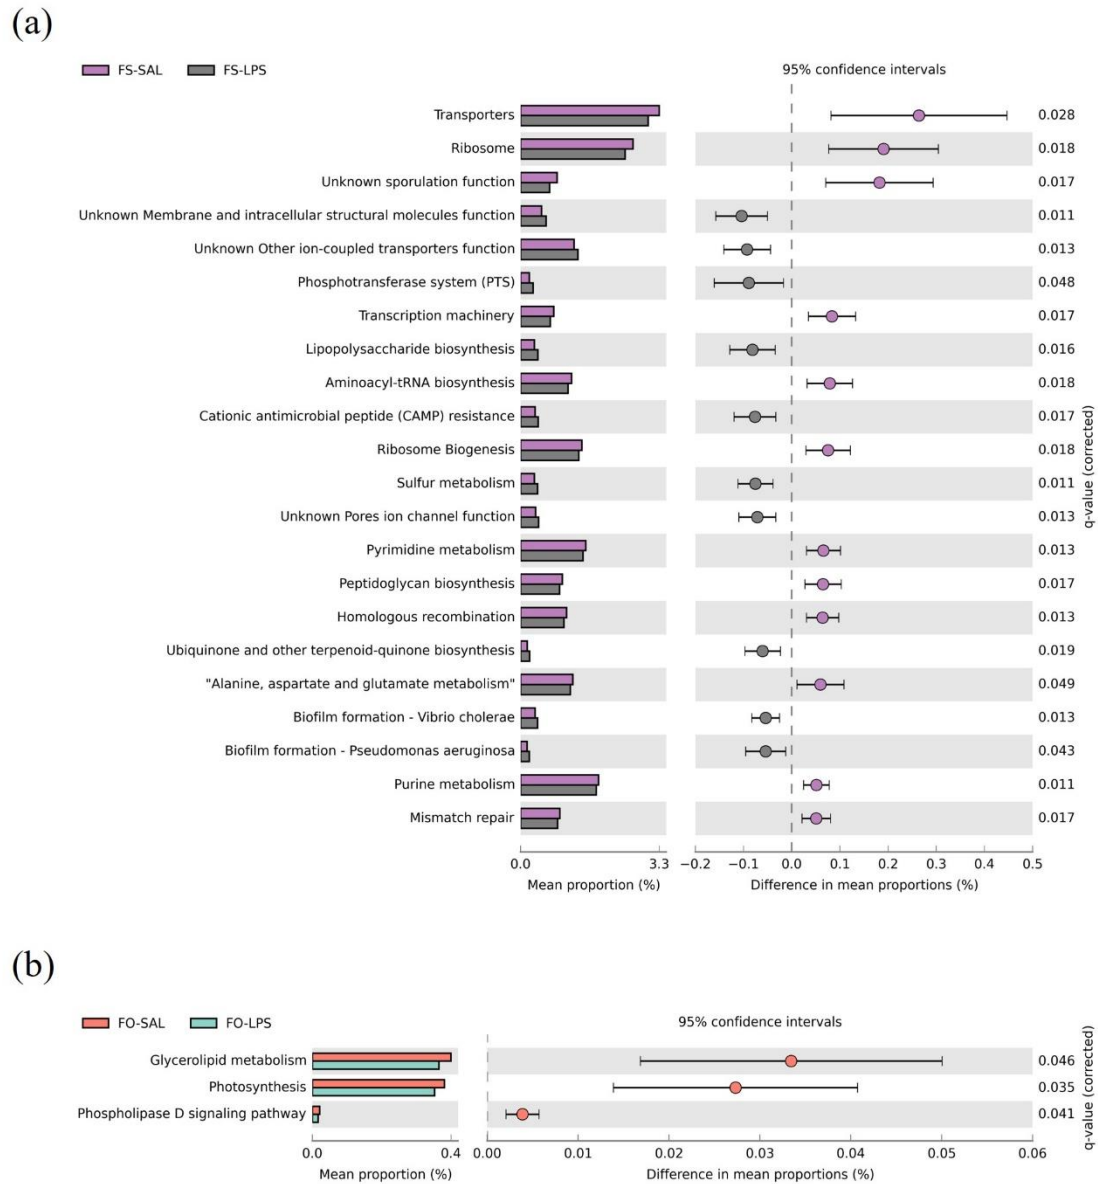 (a)
FS-SAL FS-LPS 95% confidence intervals
Transporters 0.028
Ribosome 0.018
Unknown sporulation function 0.017
Unknown Membrane and intracellular structural molecules function 0.011
Unknown Other ion-coupled transporters function 0.013
Phosphotransferase system (PTS) 0.048
Transcription machinery 0.017
Lipopolysaccharide biosynthesis 0.016
Aminoacyl-tRNA biosynthesis 0.018
Cationic antimicrobial peptide (CAMP) resistance 0.017
Ribosome Biogenesis 0.018
Sulfur metabolism 0.011
Unknown Pores ion channel function 0.013
Pyrimidine metabolism 0.013
Peptidoglycan biosynthesis 0.017
Homologous recombination 0.013
Ubiquinone and other terpenoid-quinone biosynthesis 0.019
"Alanine, aspartate and glutamate metabolism" 0.049
Biofilm formation - Vibrio cholerae 0.013
Biofilm formation - Pseudomonas aeruginosa 0.043
Purine metabolism 0.011
Mismatch repair 0.017
q-value (corrected)
0.0 3.3 −0.2 −0.1 0.0 0.1 0.2 0.3 0.4 0.5
Mean proportion (%) Difference in mean proportions (%)
(b)
FO-SAL FO-LPS 95% confidence intervals
Glycerolipid metabolism 0.046
Photosynthesis 0.035
Phospholipase D signaling pathway 0.041
q-value (corrected)
0.0 0.4 0.00 0.01 0.02 0.03 0.04 0.05 0.06
Mean proportion (%) Difference in mean proportions (%)